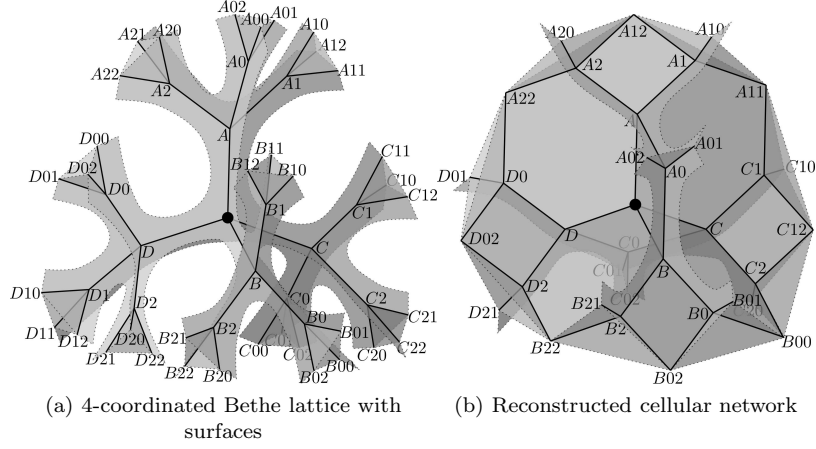 A02
A00
A01
A10
A21
A20
A12
A0
A22
A2
A1
A11
A
D00
B11
C11
D02
B12
B10
C10
D01
D0
C12
B1
C1
D
C
B
D10
D1
C0
C2
D2
B0
C21
D11
D12
D20
B21
B2
C01
B01
D21
D22
C00
C02
C20
C22
B22
B20
B02
B00
(a) 4-coordinated Bethe lattice with
surfaces
A20
A12
A10
A2
A1
A22
A11
A
A02
A01
A0
D01
D0
C1
C10
D
C
C12
D02
C0
B
C01
C2
D2
C02
B21
B01
D21
B2
B0
C20
B22
B00
B02
(b) Reconstructed cellular network